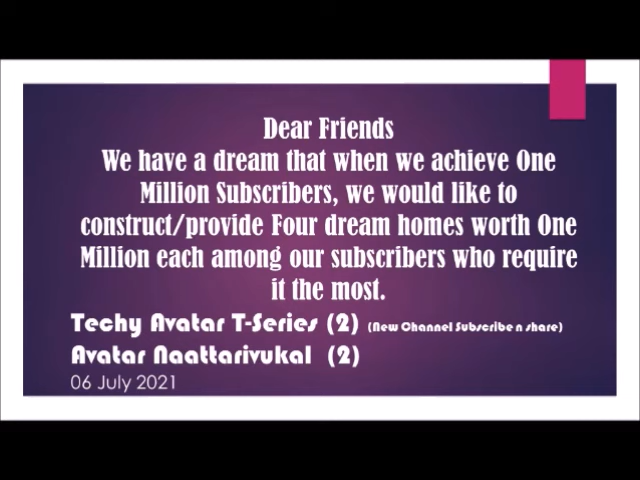 Dear Friends
We have a dream that when we achieve One
Million Subscribers, we would like to
construct/provide Four dream homes worth One
Million each among our subscribers who require
it the most.
Techy Avatar T-Series (2) (New Channel Subscribe n share)
Avatar Naattarivukal (2)
06 July 2021